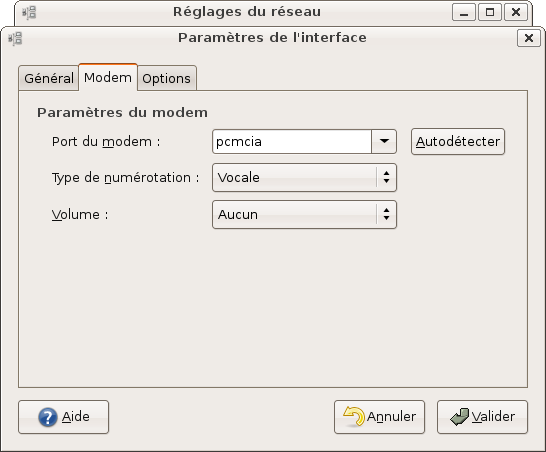 Réglages du réseau
Paramètres de l'interface
Général Modem Options
Paramètres du modem
Port du modem : pcmcia Autodétecter
Type de numérotation : Vocale
Volume : Aucun
Aide Annuler Valider